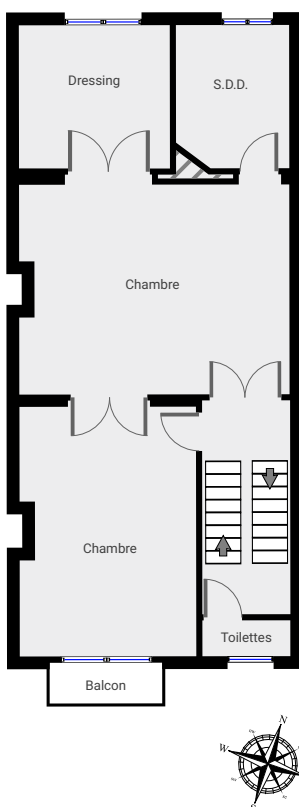 Dressing
S.D.D.
Chambre
Chambre
Toilettes
Balcon
N
W
S